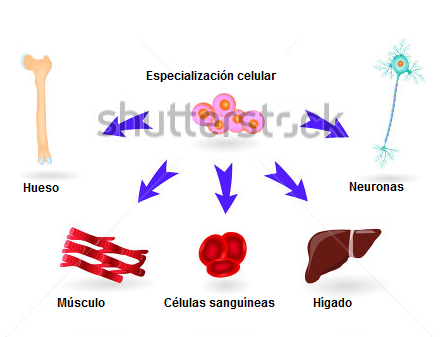 Especialización celular
shutterstock
Hueso
Neuronas
Músculo
Células sanguíneas
Hígado